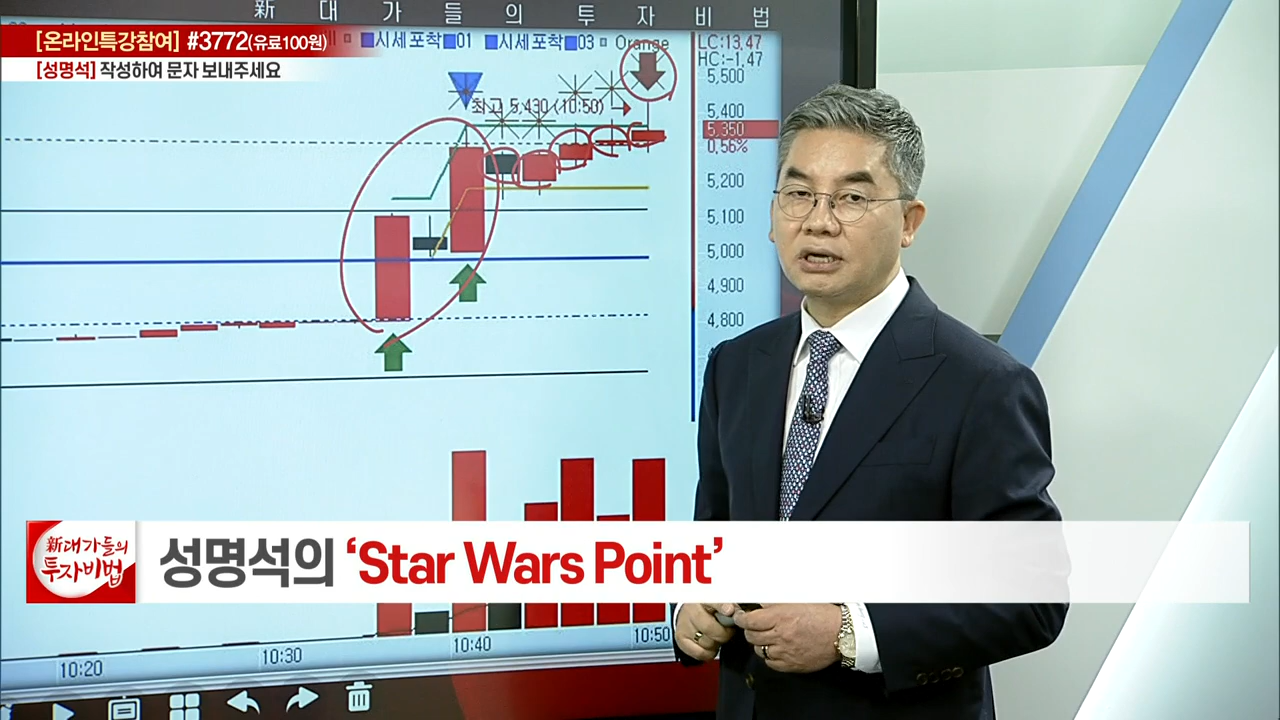 新 대 가 들 의 투 자 비 법
[온라인특강참여] #3772(유료100원)
[성명석] 작성하여 문자 보내주세요
시세포착 01 시세포착 03 Orange
LC:13,47
HC:-1,47
최고 5,430 (10:50)
5,500
5,400
5,350
0,56%
5,200
5,100
5,000
4,900
4,800
新대가들의
투자비법
성명석의 ‘Star Wars Point’
10:20 10:30 10:40 10:50